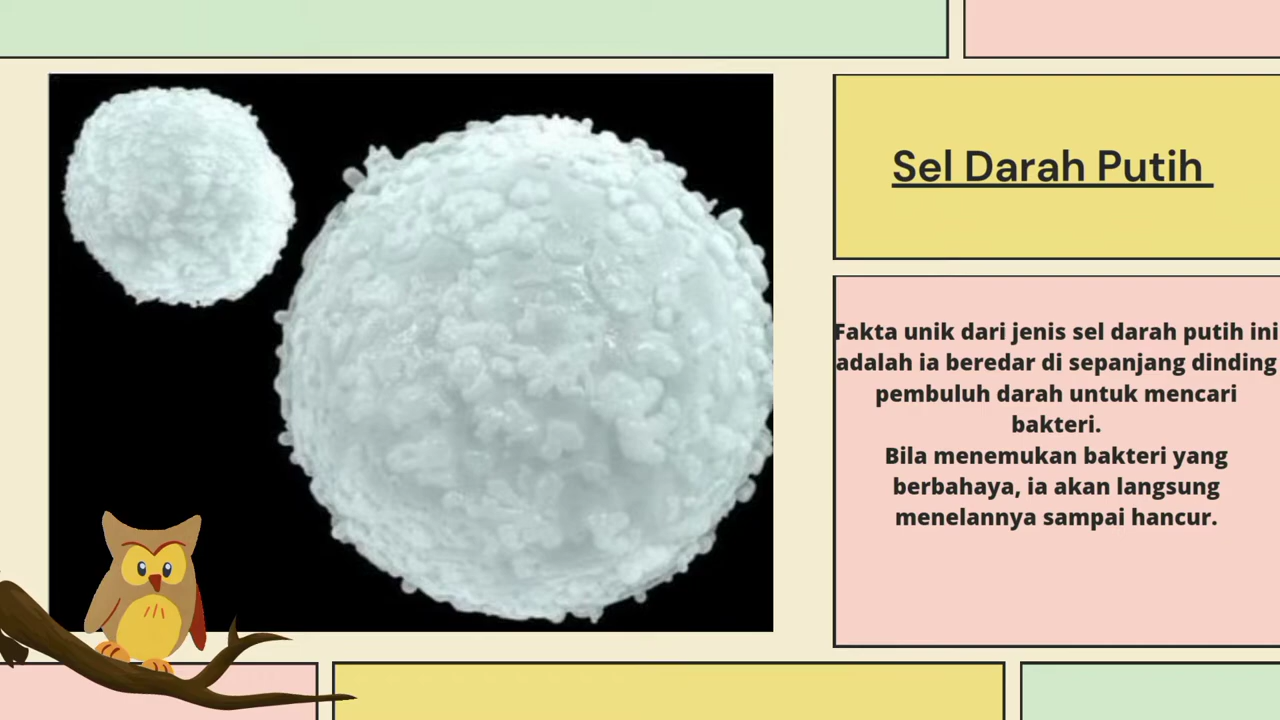 Sel Darah Putih
Fakta unik dari jenis sel darah putih ini
adalah ia beredar di sepanjang dinding
pembuluh darah untuk mencari
bakteri.
Bila menemukan bakteri yang
berbahaya, ia akan langsung
menelannya sampai hancur.